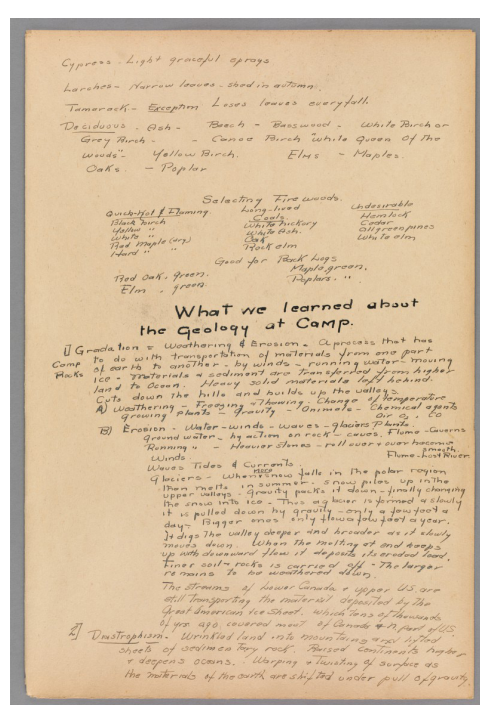 Cypress - Light graceful sprays
Larches - Narrow leaves - shed in autumn.
Tamarack - Exception Loses leaves every fall.
Deciduous - Ash - Beech - Basswood - White Birch or
Grey Birch - - Canoe Birch "White Queen of the
Woods" - Yellow Birch. Elms - Maples.
Oaks. - Poplar
Selecting Fire woods.
Quick-Hot & Flaming Long-lived Coals. Undesirable
Black birch White hickory Hemlock
Yellow " White Ash. Cedar
White " Oak All green pines
Red Maple (dry) Rock elm White elm
Hard " "
Good for Back Logs
Red Oak, green. Maple, green.
Elm, green. Poplars. "
What we learned about
the Geology at Camp.
1] Gradation = Weathering & Erosion = A process that has
Camp to do with transportation of materials from one part
Rocks of earth to another - by winds - running water - moving
ice - Materials & sediment are transferred from higher
land to Ocean. Heavy solid materials left behind.
Cuts down the hills and builds up the valleys.
A) Weathering - Freezing & Thawing - Change of temperature
growing plants - Gravity - Animals - Chemical agents
Air O2 CO
B) Erosion - Water - winds - waves - glaciers Plants.
ground water - by action on rock - caves. Flume - Caverns
Running " - Heavier stones - roll over & over become smooth
Winds. Flume - Lost River
Waves Tides & Currents.
Glaciers - Where more snow falls in the polar region
than melts in summer. snow piles up in the
upper valleys - gravity packs it down - finally changing
the snow into ice - Thus a glacier is formed & slowly
it is pulled down by gravity - only a few feet a
day - Bigger ones only flow a few feet a year.
It digs the valley deeper and broader as it slowly
moves down. When the melting at end keeps
up with downward flow it deposits its eroded load.
Finer soil - rocks is carried off - The larger
remains to be weathered down.
The streams of lower Canada & upper U.S. are
still transporting the material deposited by the
Great American Ice Sheet. which tens of thousands
of yrs ago covered most of Canada & N. part of U.S.
2] Diastrophism - Wrinkled land into mountains and lifted
sheets of sedimentary rock. Raised continents higher
& deepens oceans. Warping & Twisting of surface as
the materials of the earth are shifted under pull of gravity.